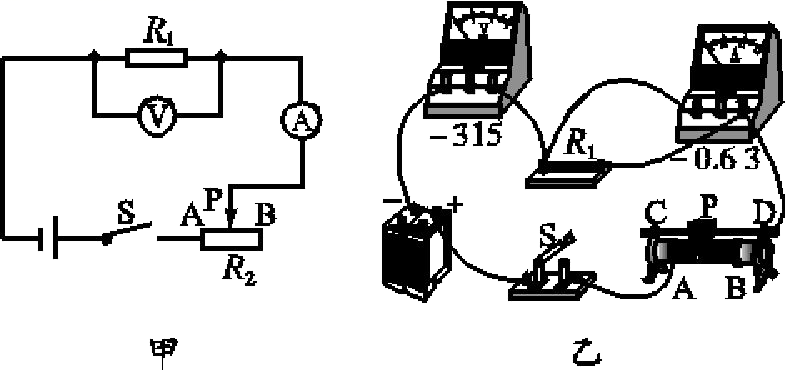 R₁
V
A
P
S A B
R₂
甲
V
A
－315
R₁
－0.6 3
－ ＋
S
C P D
A B
乙